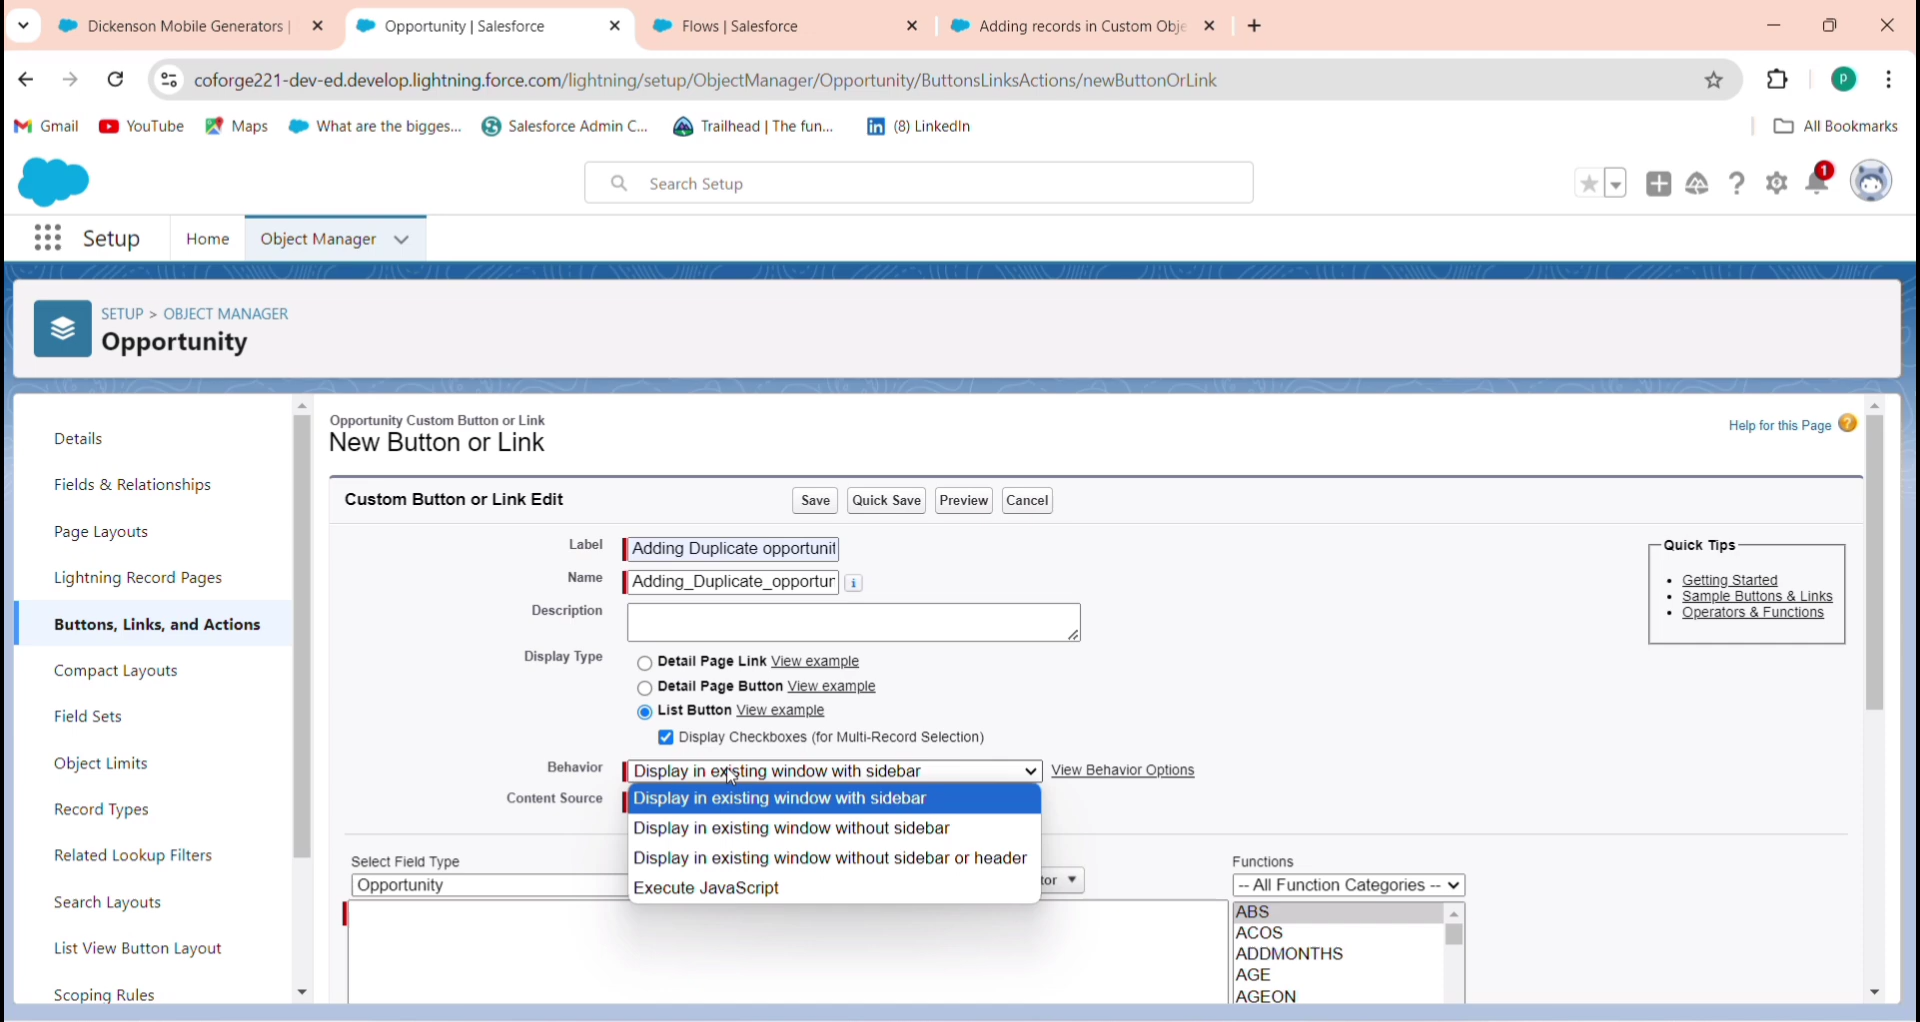 Dickenson Mobile Generators |
Opportunity | Salesforce
Flows | Salesforce
Adding records in Custom Obje
coforge221-dev-ed.develop.lightning.force.com/lightning/setup/ObjectManager/Opportunity/ButtonsLinksActions/newButtonOrLink
P
Gmail
YouTube
Maps
What are the bigges...
Salesforce Admin C...
Trailhead | The fun...
(8) LinkedIn
All Bookmarks
Search Setup
1
Setup
Home
Object Manager
SETUP > OBJECT MANAGER
Opportunity
Details
Fields & Relationships
Page Layouts
Lightning Record Pages
Buttons, Links, and Actions
Compact Layouts
Field Sets
Object Limits
Record Types
Related Lookup Filters
Search Layouts
List View Button Layout
Scoping Rules
Opportunity Custom Button or Link
New Button or Link
Help for this Page
Custom Button or Link Edit
Save
Quick Save
Preview
Cancel
Label
Adding Duplicate opportunit
Name
Adding_Duplicate_opportur
Description
Display Type
Detail Page Link View example
Detail Page Button View example
List Button View example
Display Checkboxes (for Multi-Record Selection)
Behavior
Display in existing window with sidebar
View Behavior Options
Content Source
Display in existing window with sidebar
Display in existing window without sidebar
Display in existing window without sidebar or header
Execute JavaScript
Quick Tips
Getting Started
Sample Buttons & Links
Operators & Functions
Select Field Type
Opportunity
tor
Functions
-- All Function Categories --
ABS
ACOS
ADDMONTHS
AGE
AGEON